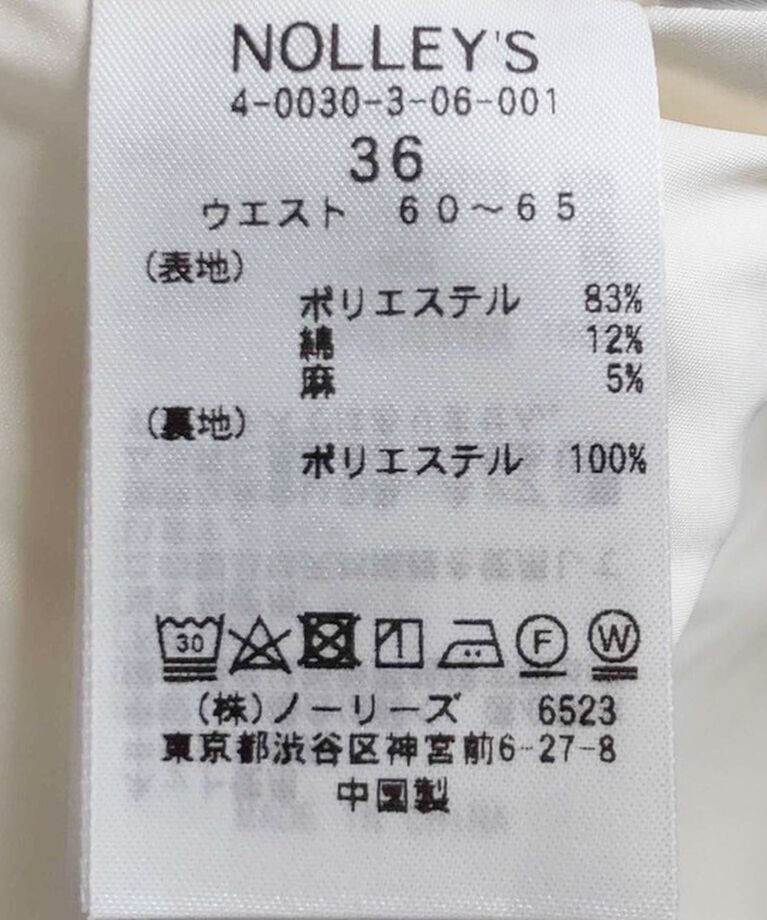 NOLLEY'S
4-0030-3-06-001
36
ウエスト 60～65
(表地)
ポリエステル 83%
綿 12%
麻 5%
(裏地)
ポリエステル 100%
30 F W
(株)ノーリーズ 6523
東京都渋谷区神宮前6-27-8
中国製